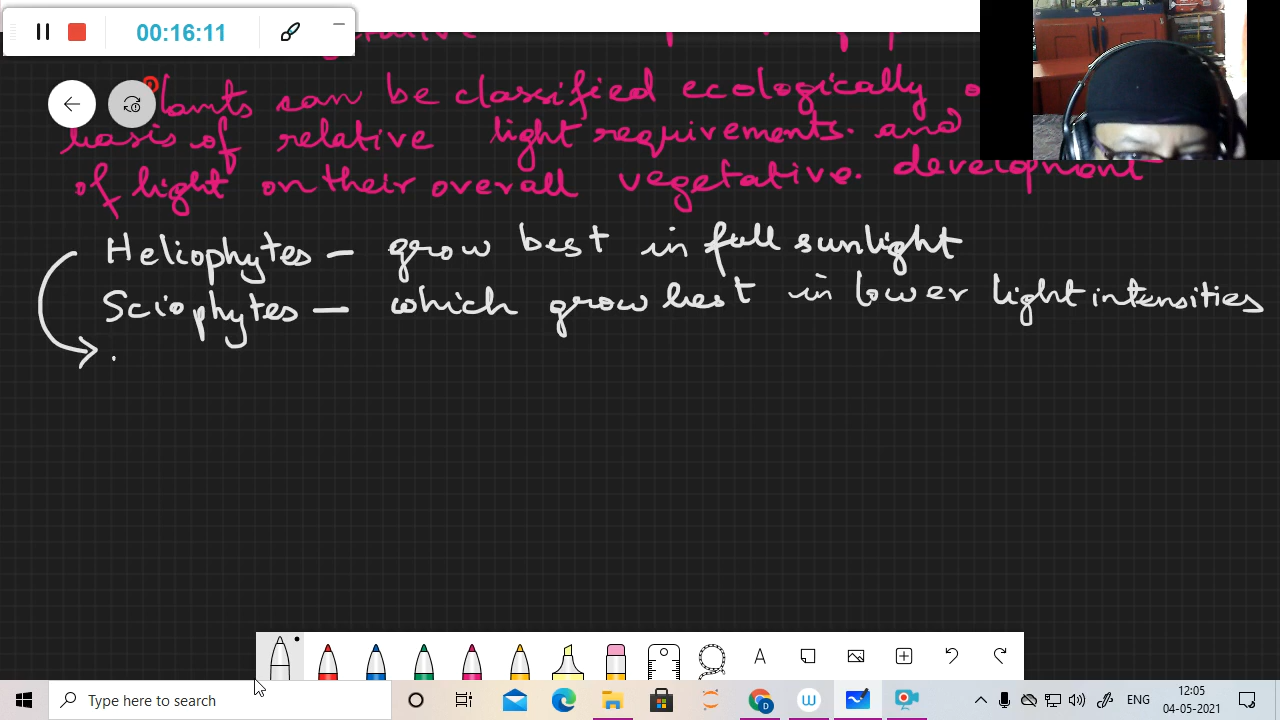 00:16:11
Plants can be classified ecologically
basis of relative light requirements. and
of light on their overall vegetative. development
Heliophytes – grow best in full sunlight
Sciophytes – which grow best in lower light intensities
A
Type here to search
ENG
12:05
04-05-2021